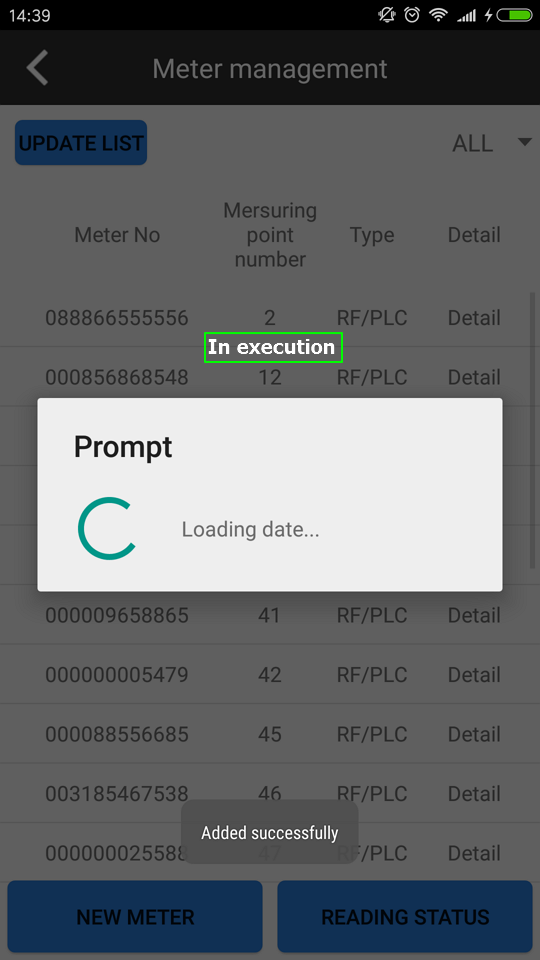 14:39
Meter management
UPDATE LIST
ALL
Meter No
Mersuring
point
number
Type
Detail
088866555556 2 RF/PLC Detail
In execution
000856868548 12 RF/PLC Detail
Prompt
Loading date...
000009658865 41 RF/PLC Detail
000000005479 42 RF/PLC Detail
000088556685 45 RF/PLC Detail
003185467538 46 RF/PLC Detail
Added successfully
000000025588 47 RF/PLC Detail
NEW METER
READING STATUS